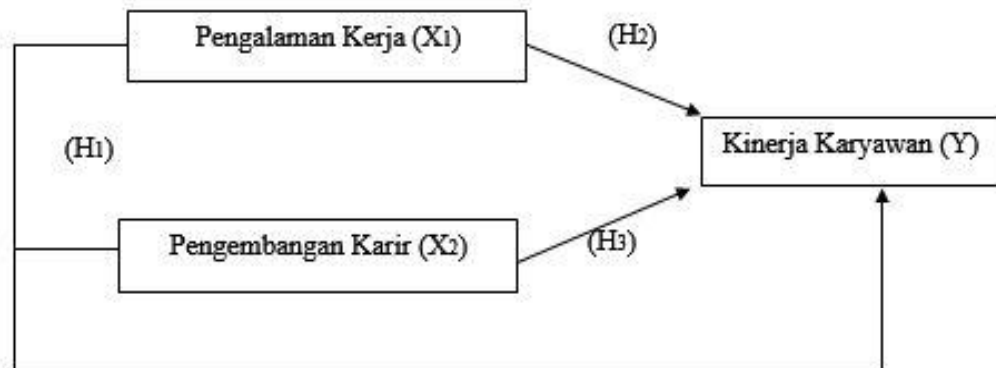 Pengalaman Kerja (X1)
(H2)
(H1)
Kinerja Karyawan (Y)
Pengembangan Karir (X2)
(H3)